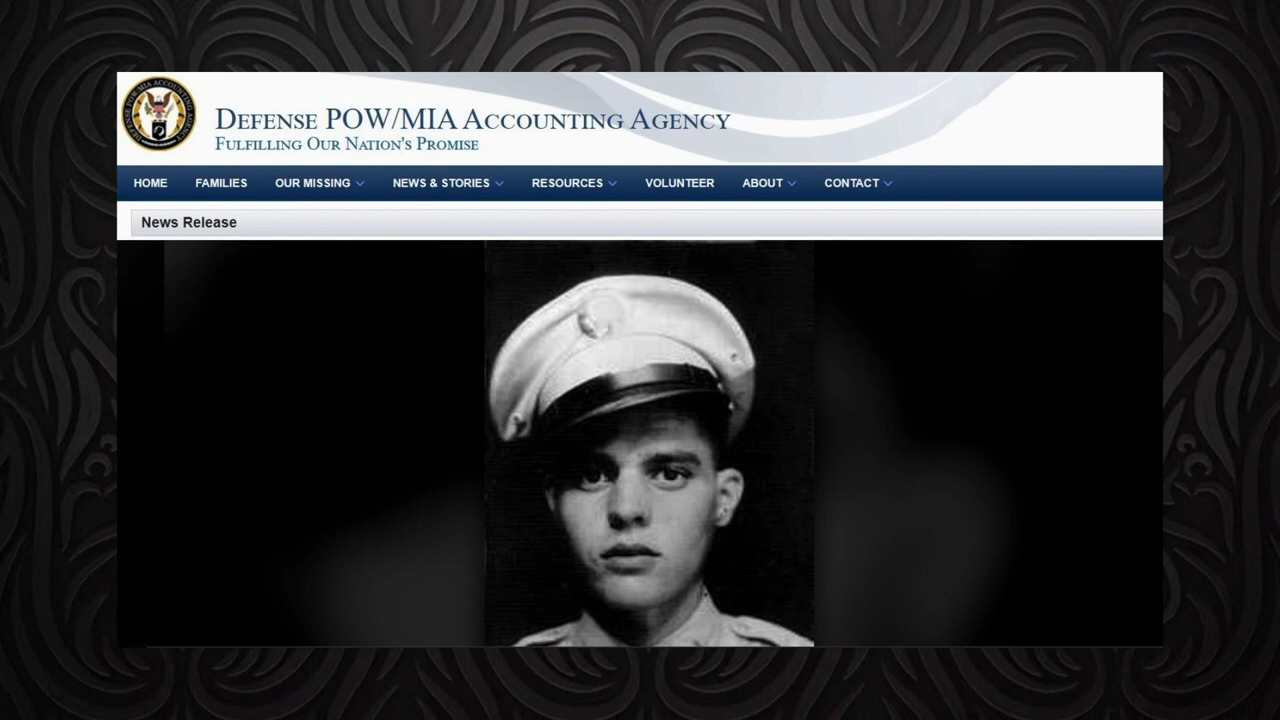 DEFENSE POW/MIA ACCOUNTING AGENCY
FULFILLING OUR NATION'S PROMISE
HOME FAMILIES OUR MISSING NEWS & STORIES RESOURCES VOLUNTEER ABOUT CONTACT
News Release